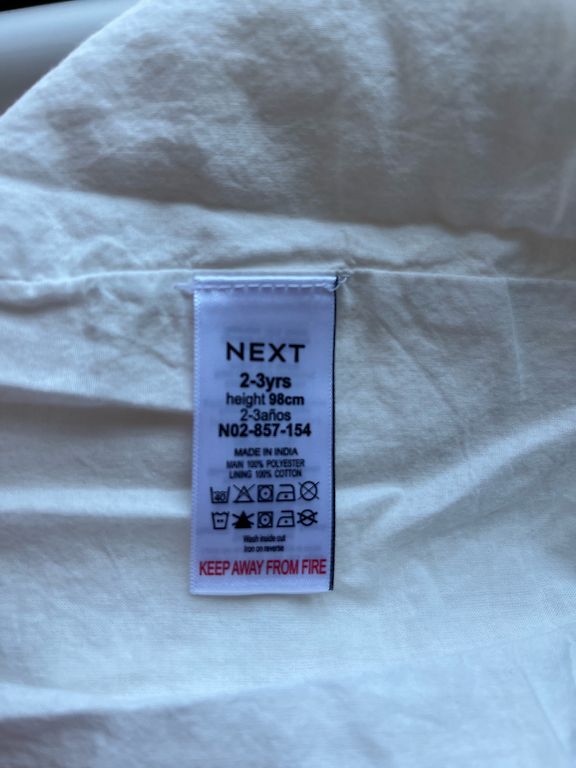 NEXT
2-3yrs
height 98cm
2-3años
N02-857-154
MADE IN INDIA
MAIN 100% POLYESTER
LINING 100% COTTON
40
Wash inside out
Iron on reverse
KEEP AWAY FROM FIRE